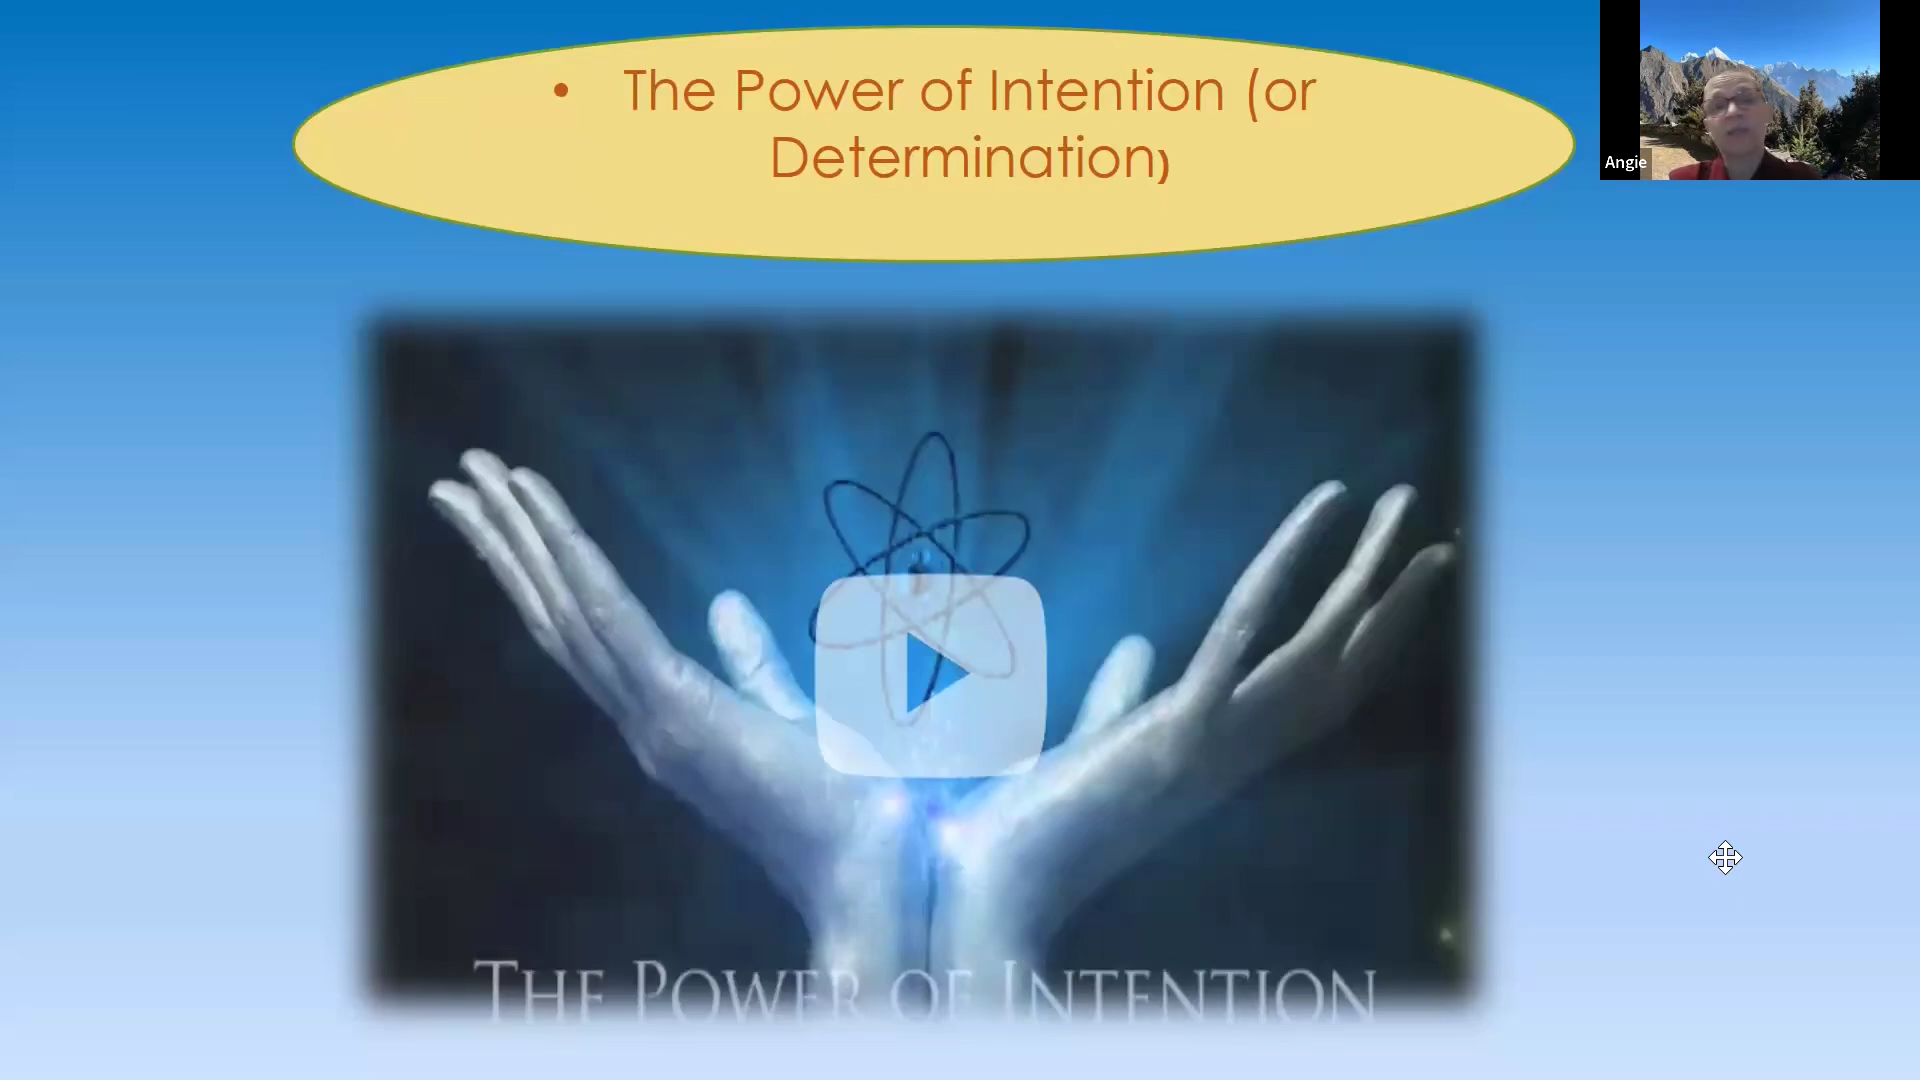 • The Power of Intention (or
Determination)
Angie
THE POWER OF INTENTION